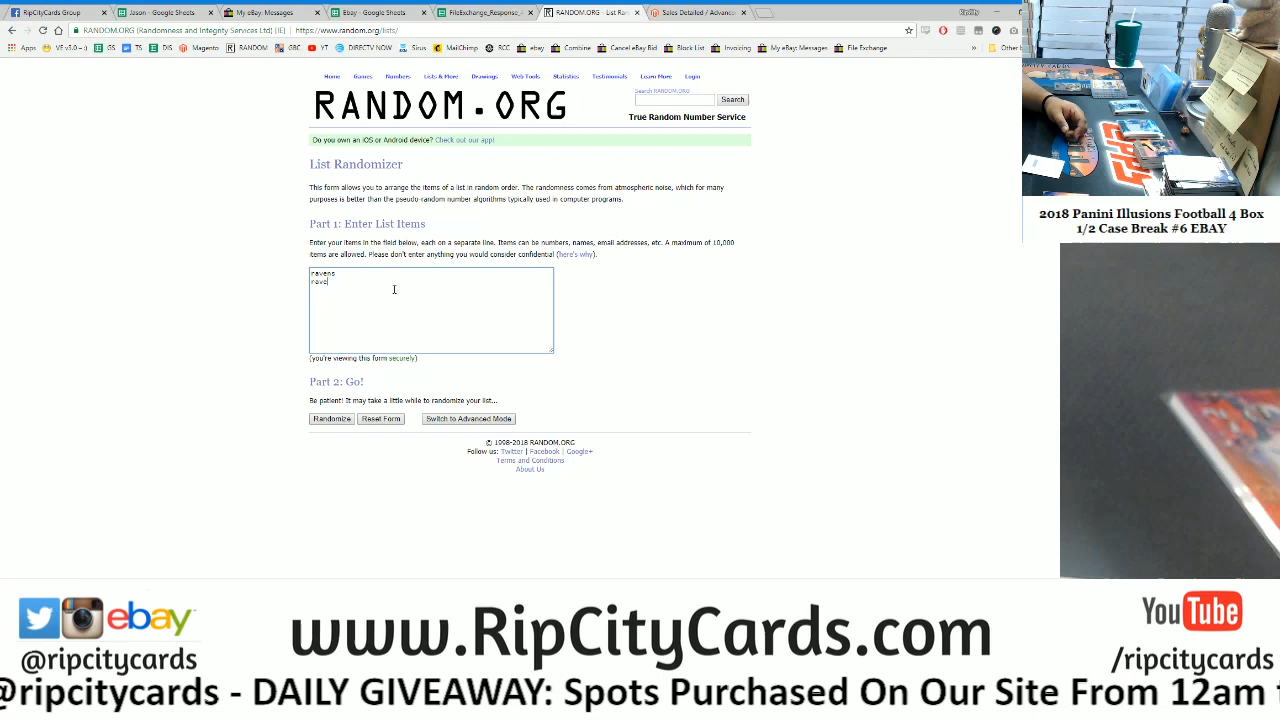 RipCityCards Group
Jason - Google Sheets
My eBay: Messages
Ebay - Google Sheets
FileExchange_Response_
RANDOM.ORG - List Ra
Sales Detailed / Advanc
RipCity
RANDOM.ORG (Randomness and Integrity Services Ltd) [IE] | https://www.random.org/lists/
Apps
GS
TS
DIS
Magento
RANDOM
GBC
YT
DIRECTV NOW
Sirius
MailChimp
RCC
ebay
Combine
Cancel eBay Bid
Block List
Invoicing
My eBay: Messages
File Exchange
»
Other b
Home Games Numbers Lists & More Drawings Web Tools Statistics Testimonials Learn More Login
RANDOM.ORG
Search RANDOM.ORG
Search
True Random Number Service
Do you own an iOS or Android device? Check out our app!
List Randomizer
This form allows you to arrange the items of a list in random order. The randomness comes from atmospheric noise, which for many
purposes is better than the pseudo-random number algorithms typically used in computer programs.
Part 1: Enter List Items
Enter your items in the field below, each on a separate line. Items can be numbers, names, email addresses, etc. A maximum of 10,000
items are allowed. Please don't enter anything you would consider confidential (here's why).
ravens
rave
(you're viewing this form securely)
Part 2: Go!
Be patient! It may take a little while to randomize your list...
Randomize Reset Form Switch to Advanced Mode
© 1998-2018 RANDOM.ORG
Follow us: Twitter | Facebook | Google+
Terms and Conditions
About Us
2018 Panini Illusions Football 4 Box
1/2 Case Break #6 EBAY
ebay
@ripcitycards
www.RipCityCards.com
YouTube
/ripcitycards
@ripcitycards - DAILY GIVEAWAY: Spots Purchased On Our Site From 12am